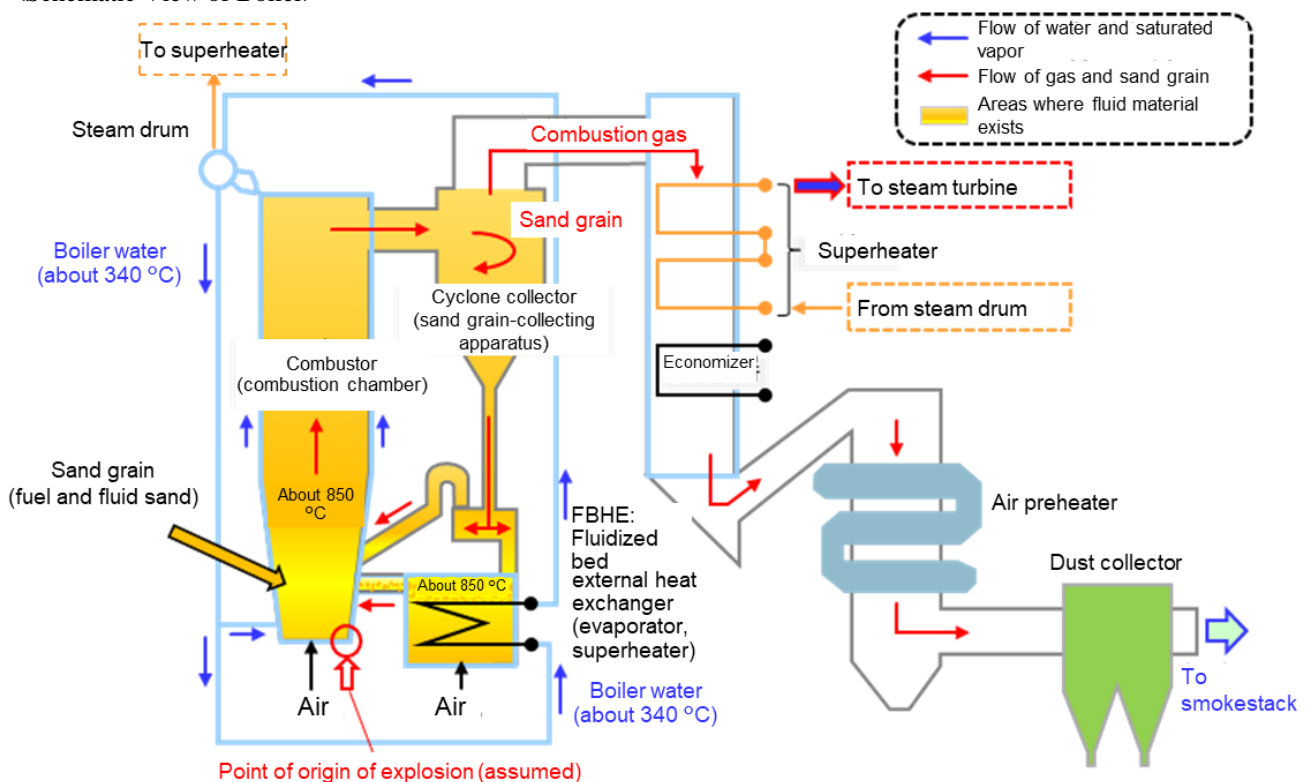 Schematic View of Boiler
To superheater
Flow of water and saturated
vapor
Flow of gas and sand grain
Areas where fluid material
exists
Steam drum
Combustion gas
To steam turbine
Sand grain
Superheater
Boiler water
(about 340 °C)
Cyclone collector
(sand grain-collecting
apparatus)
From steam drum
Combustor
(combustion chamber)
Economizer
Sand grain
(fuel and fluid sand)
About 850
°C
FBHE:
Fluidized
bed
external heat
exchanger
(evaporator,
superheater)
Air preheater
About 850 °C
Dust collector
Air
Air
Boiler water
(about 340 °C)
To
smokestack
Point of origin of explosion (assumed)